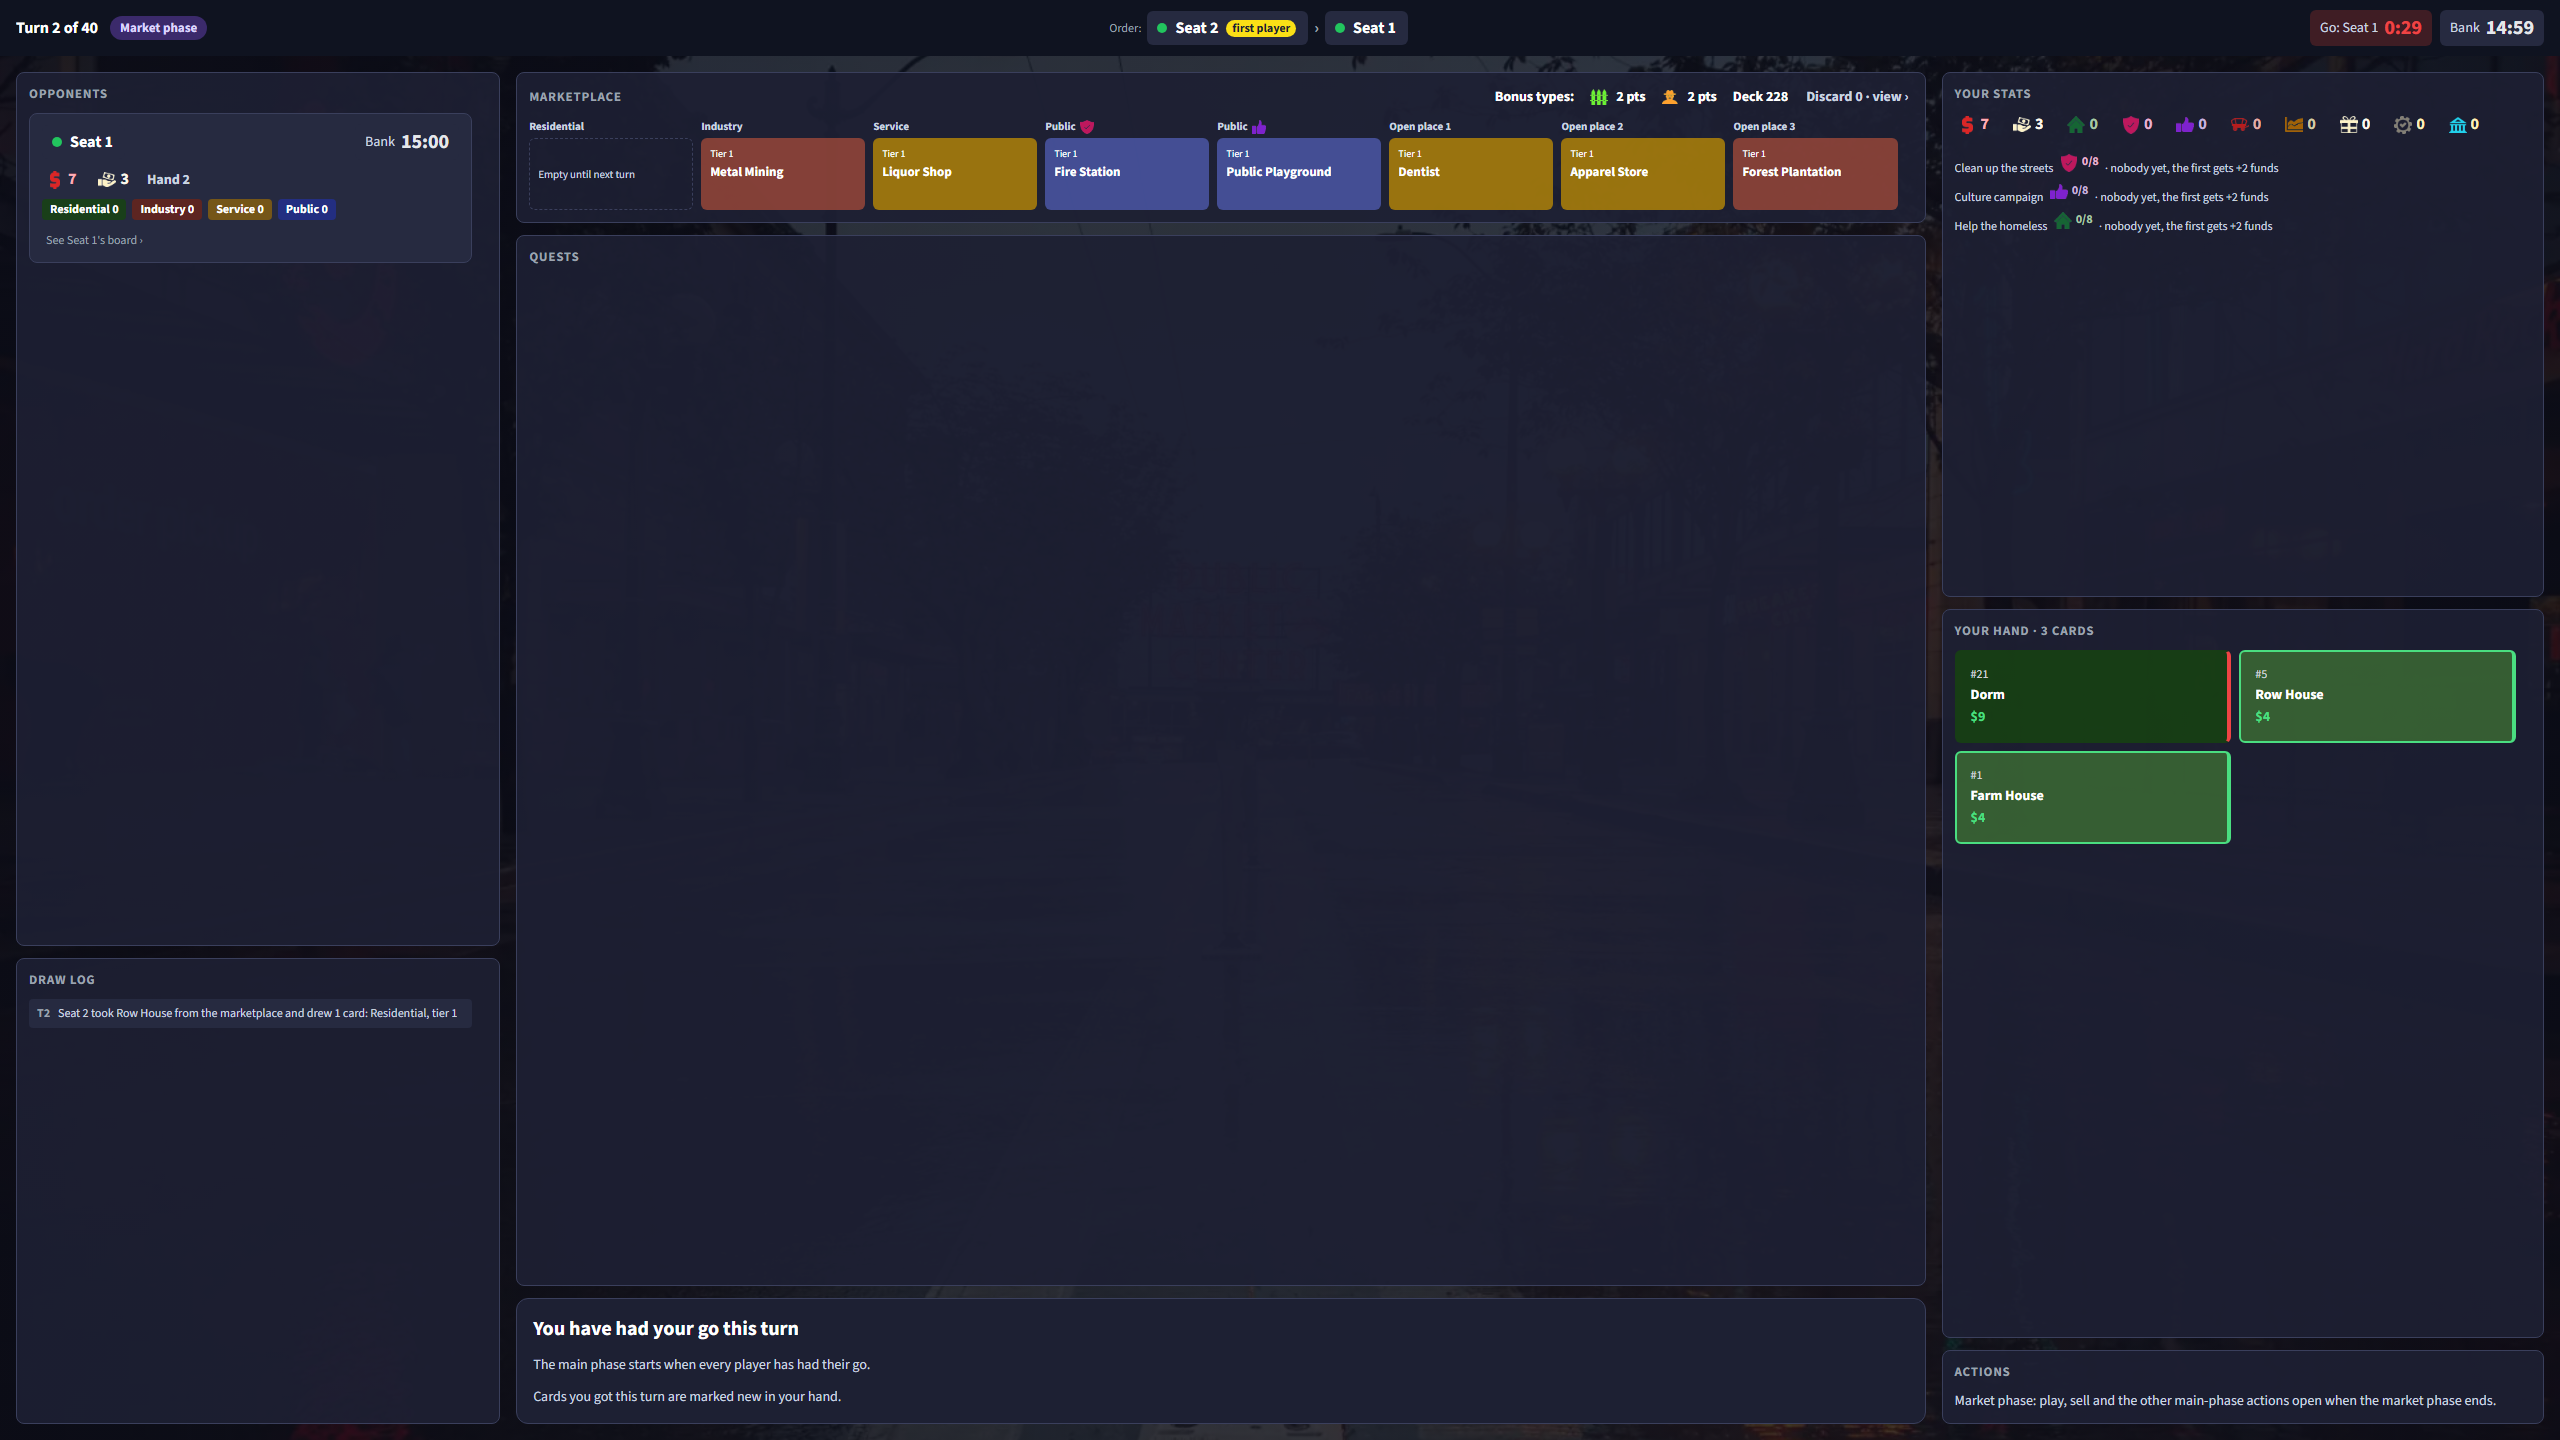 Turn 2 of 40 Market phase
Order: Seat 2 first player › Seat 1
Go: Seat 1 0:29 Bank 14:59
OPPONENTS
Seat 1 Bank 15:00
7 3 Hand 2
Residential 0 Industry 0 Service 0 Public 0
See Seat 1's board ›
DRAW LOG
T2 Seat 2 took Row House from the marketplace and drew 1 card: Residential, tier 1
MARKETPLACE
Bonus types: 2 pts 2 pts Deck 228 Discard 0 · view ›
Residential
Empty until next turn
Industry
Tier 1
Metal Mining
Service
Tier 1
Liquor Shop
Public
Tier 1
Fire Station
Public
Tier 1
Public Playground
Open place 1
Tier 1
Dentist
Open place 2
Tier 1
Apparel Store
Open place 3
Tier 1
Forest Plantation
QUESTS
You have had your go this turn
The main phase starts when every player has had their go.
Cards you got this turn are marked new in your hand.
YOUR STATS
7 3 0 0 0 0 0 0 0 0
Clean up the streets 0/8 · nobody yet, the first gets +2 funds
Culture campaign 0/8 · nobody yet, the first gets +2 funds
Help the homeless 0/8 · nobody yet, the first gets +2 funds
YOUR HAND · 3 CARDS
#21
Dorm
$9
#5
Row House
$4
#1
Farm House
$4
ACTIONS
Market phase: play, sell and the other main-phase actions open when the market phase ends.